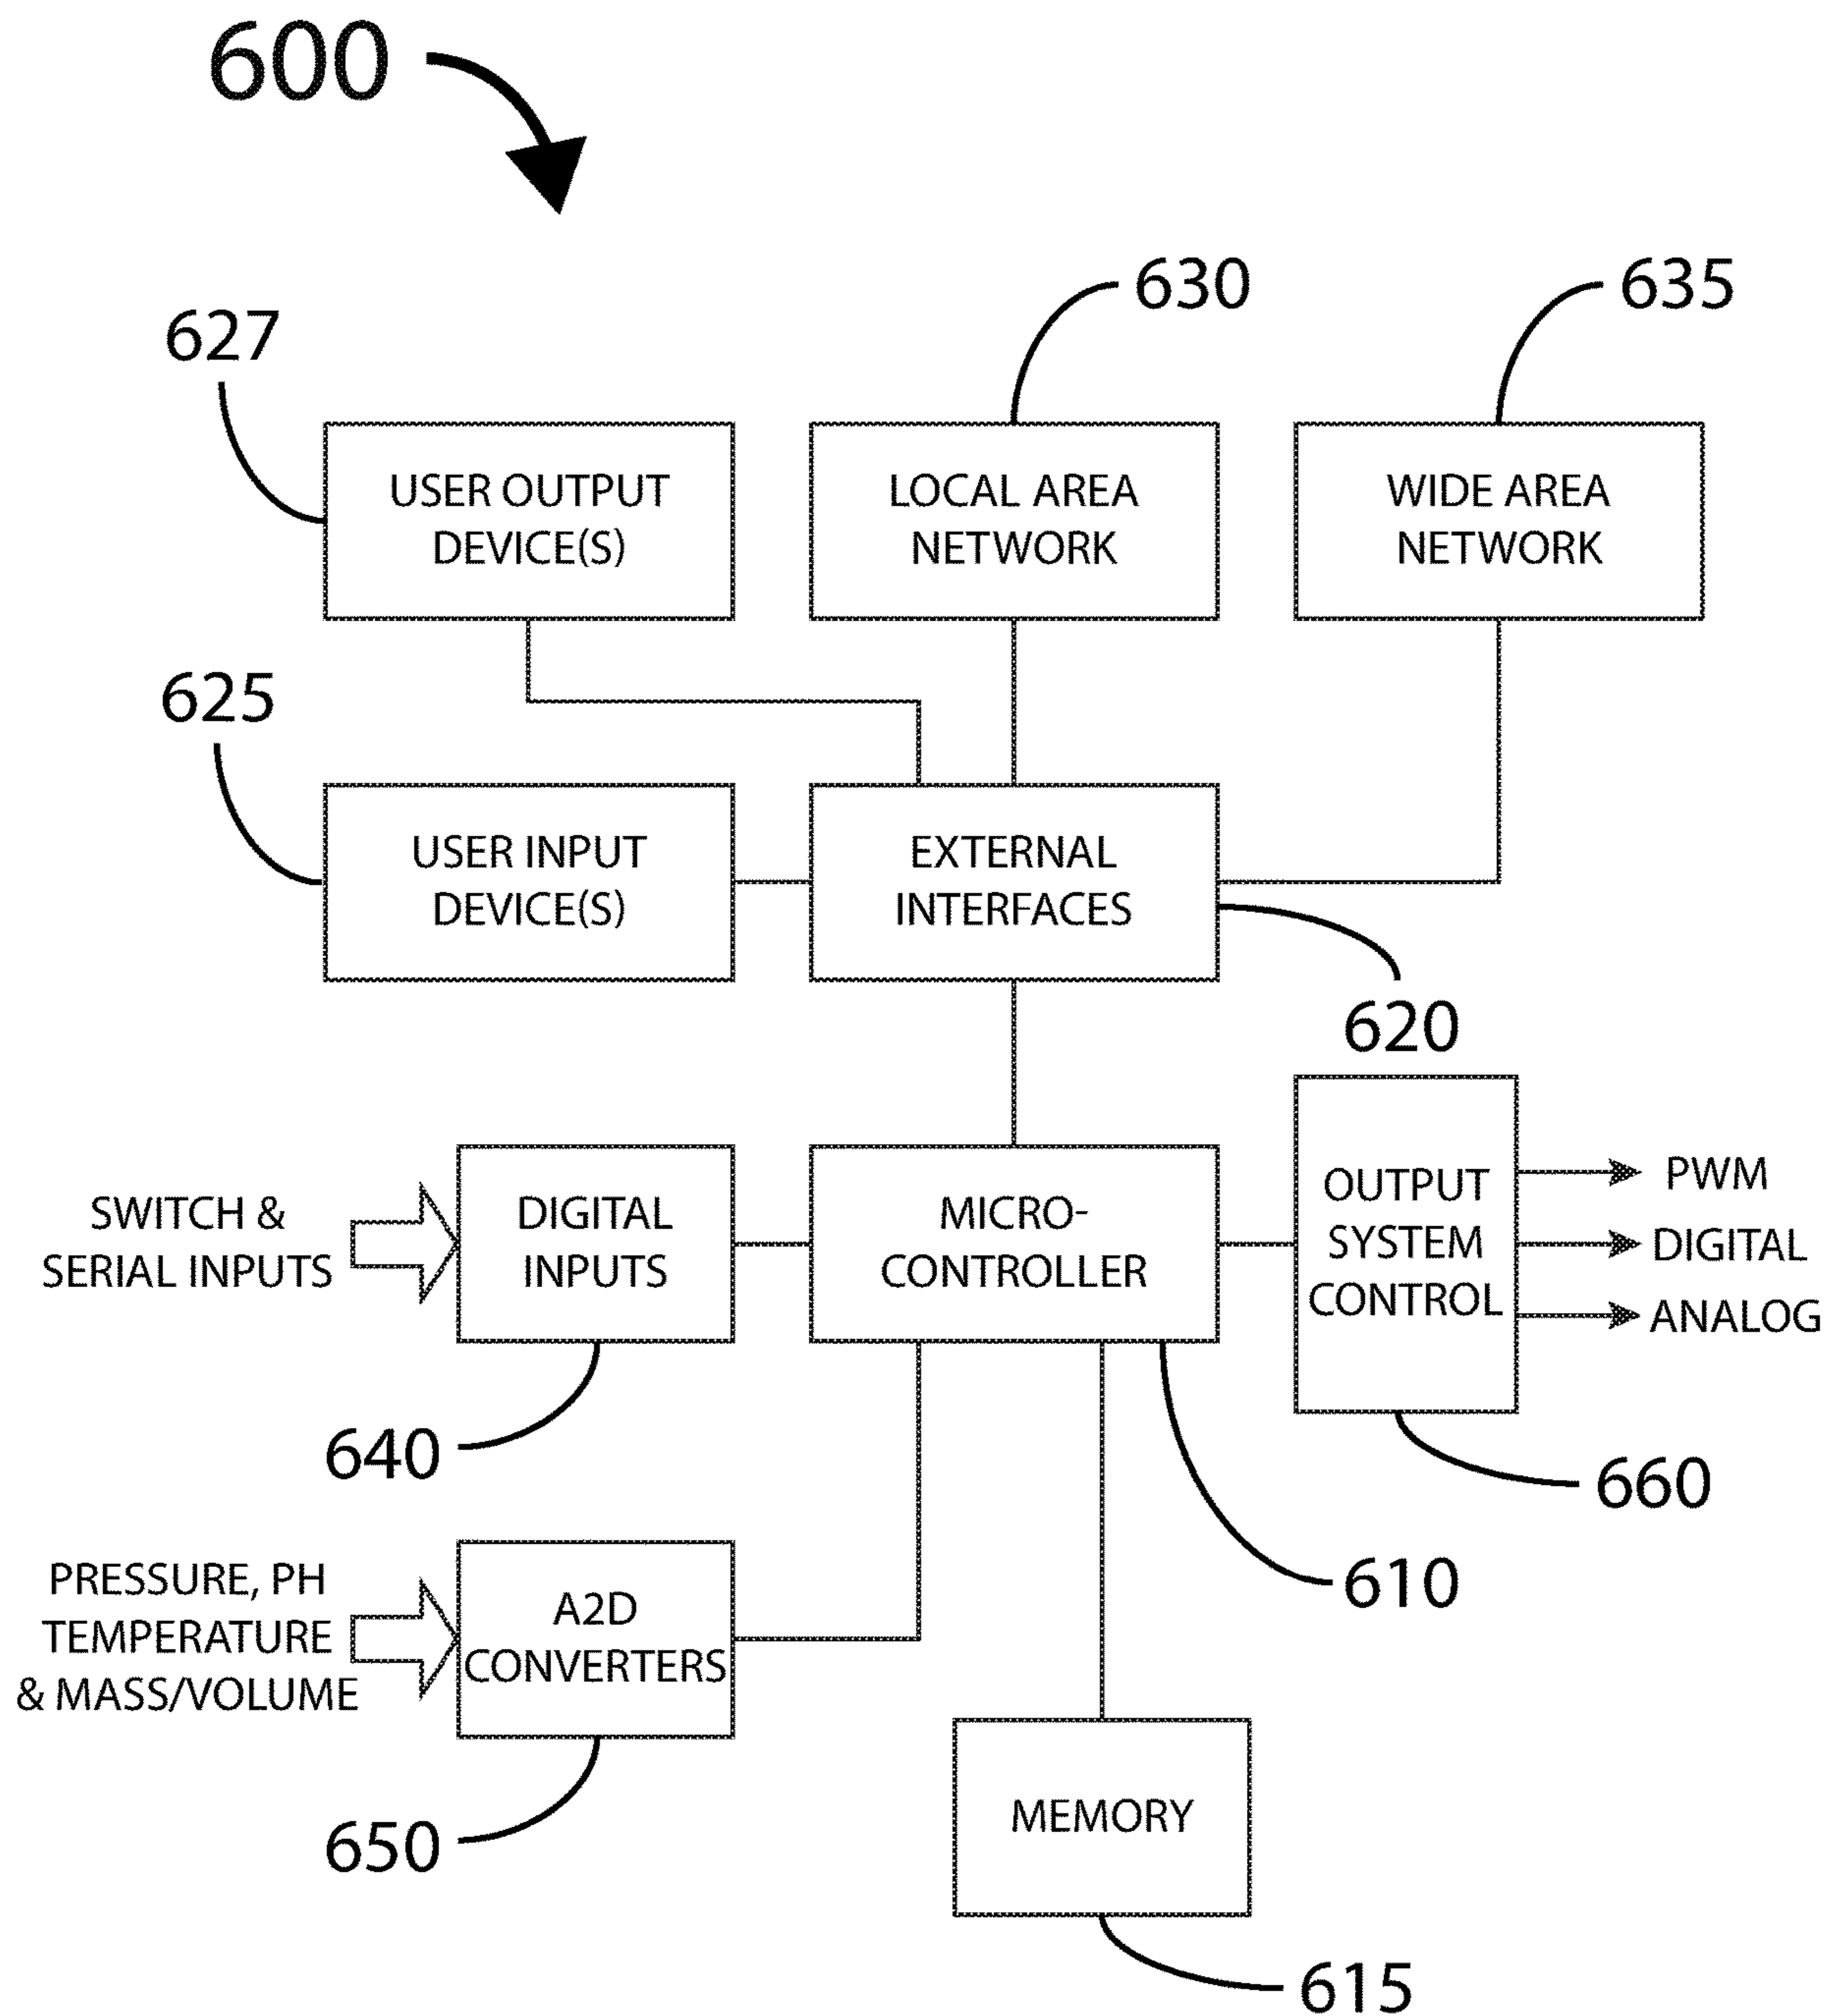 600
630
635
627
USER OUTPUT
DEVICE(S)
LOCAL AREA
NETWORK
WIDE AREA
NETWORK
625
USER INPUT
DEVICE(S)
EXTERNAL
INTERFACES
620
SWITCH &
SERIAL INPUTS
DIGITAL
INPUTS
MICRO-
CONTROLLER
OUTPUT
SYSTEM
CONTROL
PWM
DIGITAL
ANALOG
640
660
610
PRESSURE, PH
TEMPERATURE
& MASS/VOLUME
A2D
CONVERTERS
650
MEMORY
615